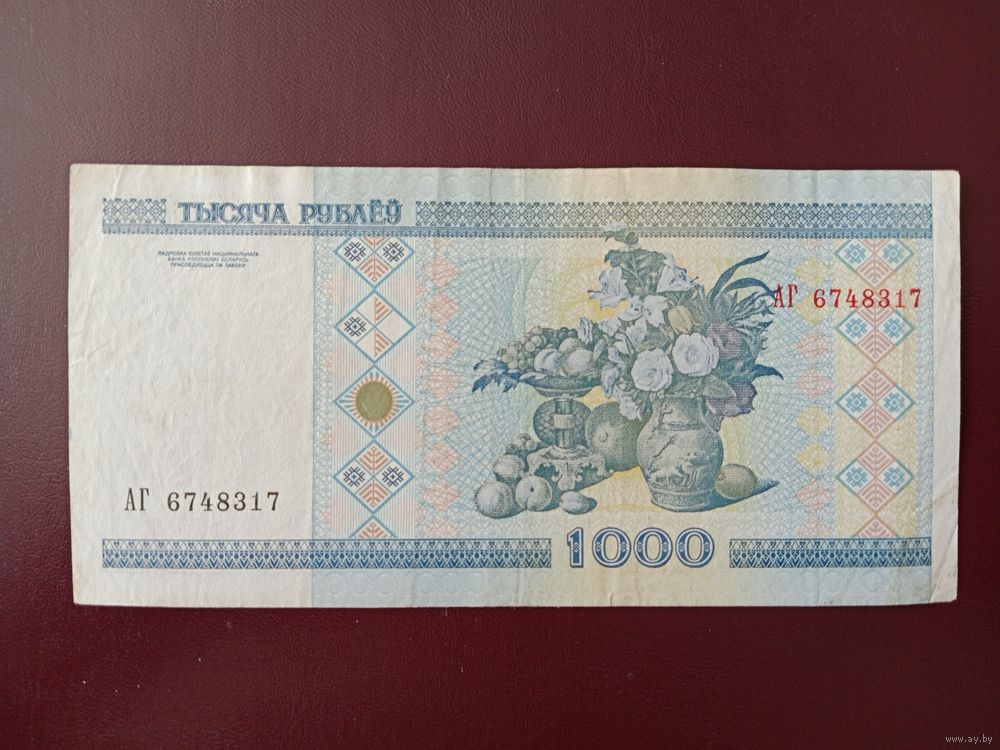 ТЫСЯЧА РУБЛЁЎ
ПАДРОБКА БІЛЕТАЎ НАЦЫЯНАЛЬНАГА
БАНКА РЭСПУБЛІКІ БЕЛАРУСЬ
ПРАСЛЕДУЕЦЦА ПА ЗАКОНУ
АГ 6748317
АГ 6748317
1000
www.ay.by